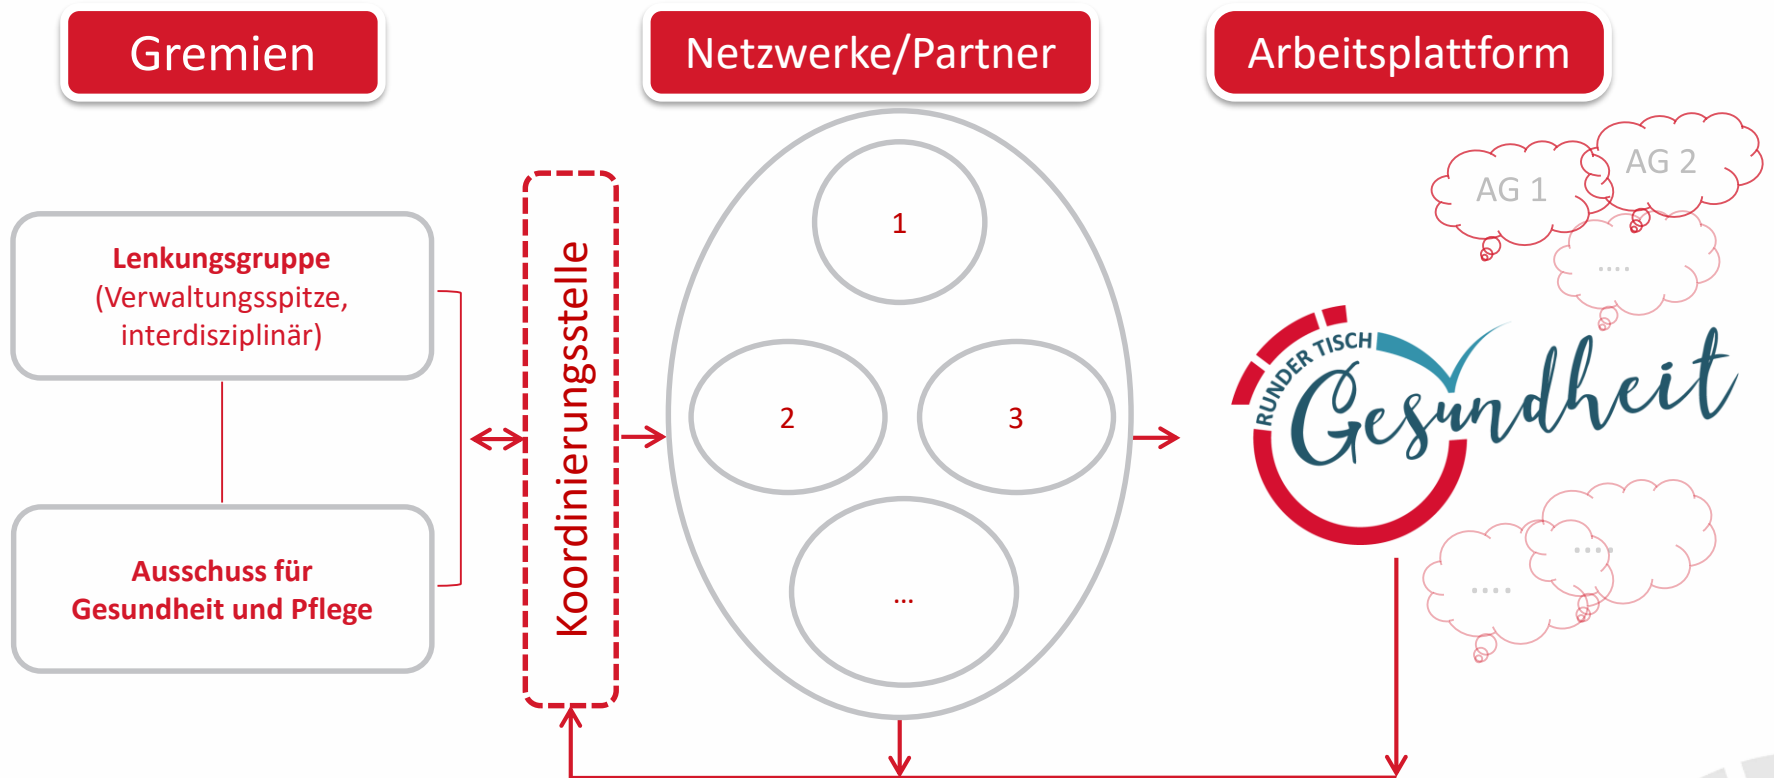 Gremien
Netzwerke/Partner
Arbeitsplattform
Lenkungsgruppe
(Verwaltungsspitze,
interdisziplinär)
Ausschuss für
Gesundheit und Pflege
Koordinierungsstelle
1
2
3
...
AG 1
AG 2
....
RUNDER TISCH
Gesundheit
....
....